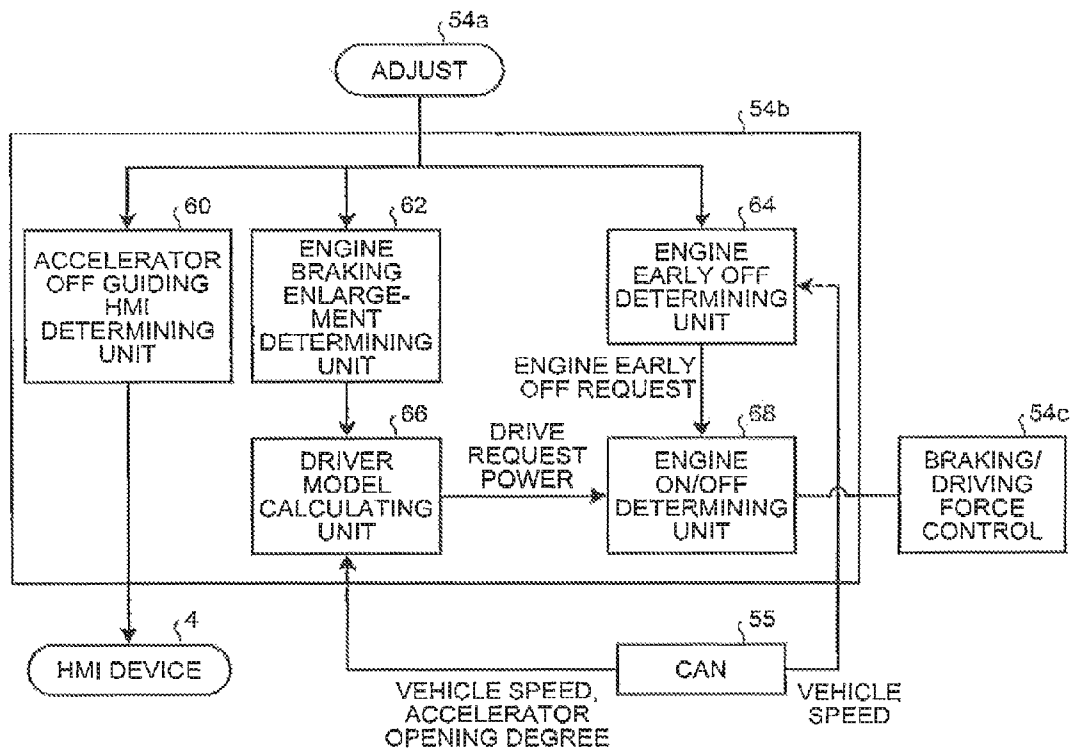 54a
ADJUST
54b
60
ACCELERATOR
OFF GUIDING
HMI
DETERMINING
UNIT
62
ENGINE
BRAKING
ENLARGE-
MENT
DETERMINING
UNIT
64
ENGINE
EARLY OFF
DETERMINING
UNIT
ENGINE EARLY
OFF REQUEST
66
DRIVER
MODEL
CALCULATING
UNIT
DRIVE
REQUEST
POWER
68
ENGINE
ON/OFF
DETERMINING
UNIT
54c
BRAKING/
DRIVING
FORCE
CONTROL
4
HMI DEVICE
55
CAN
VEHICLE SPEED,
ACCELERATOR
OPENING DEGREE
VEHICLE
SPEED